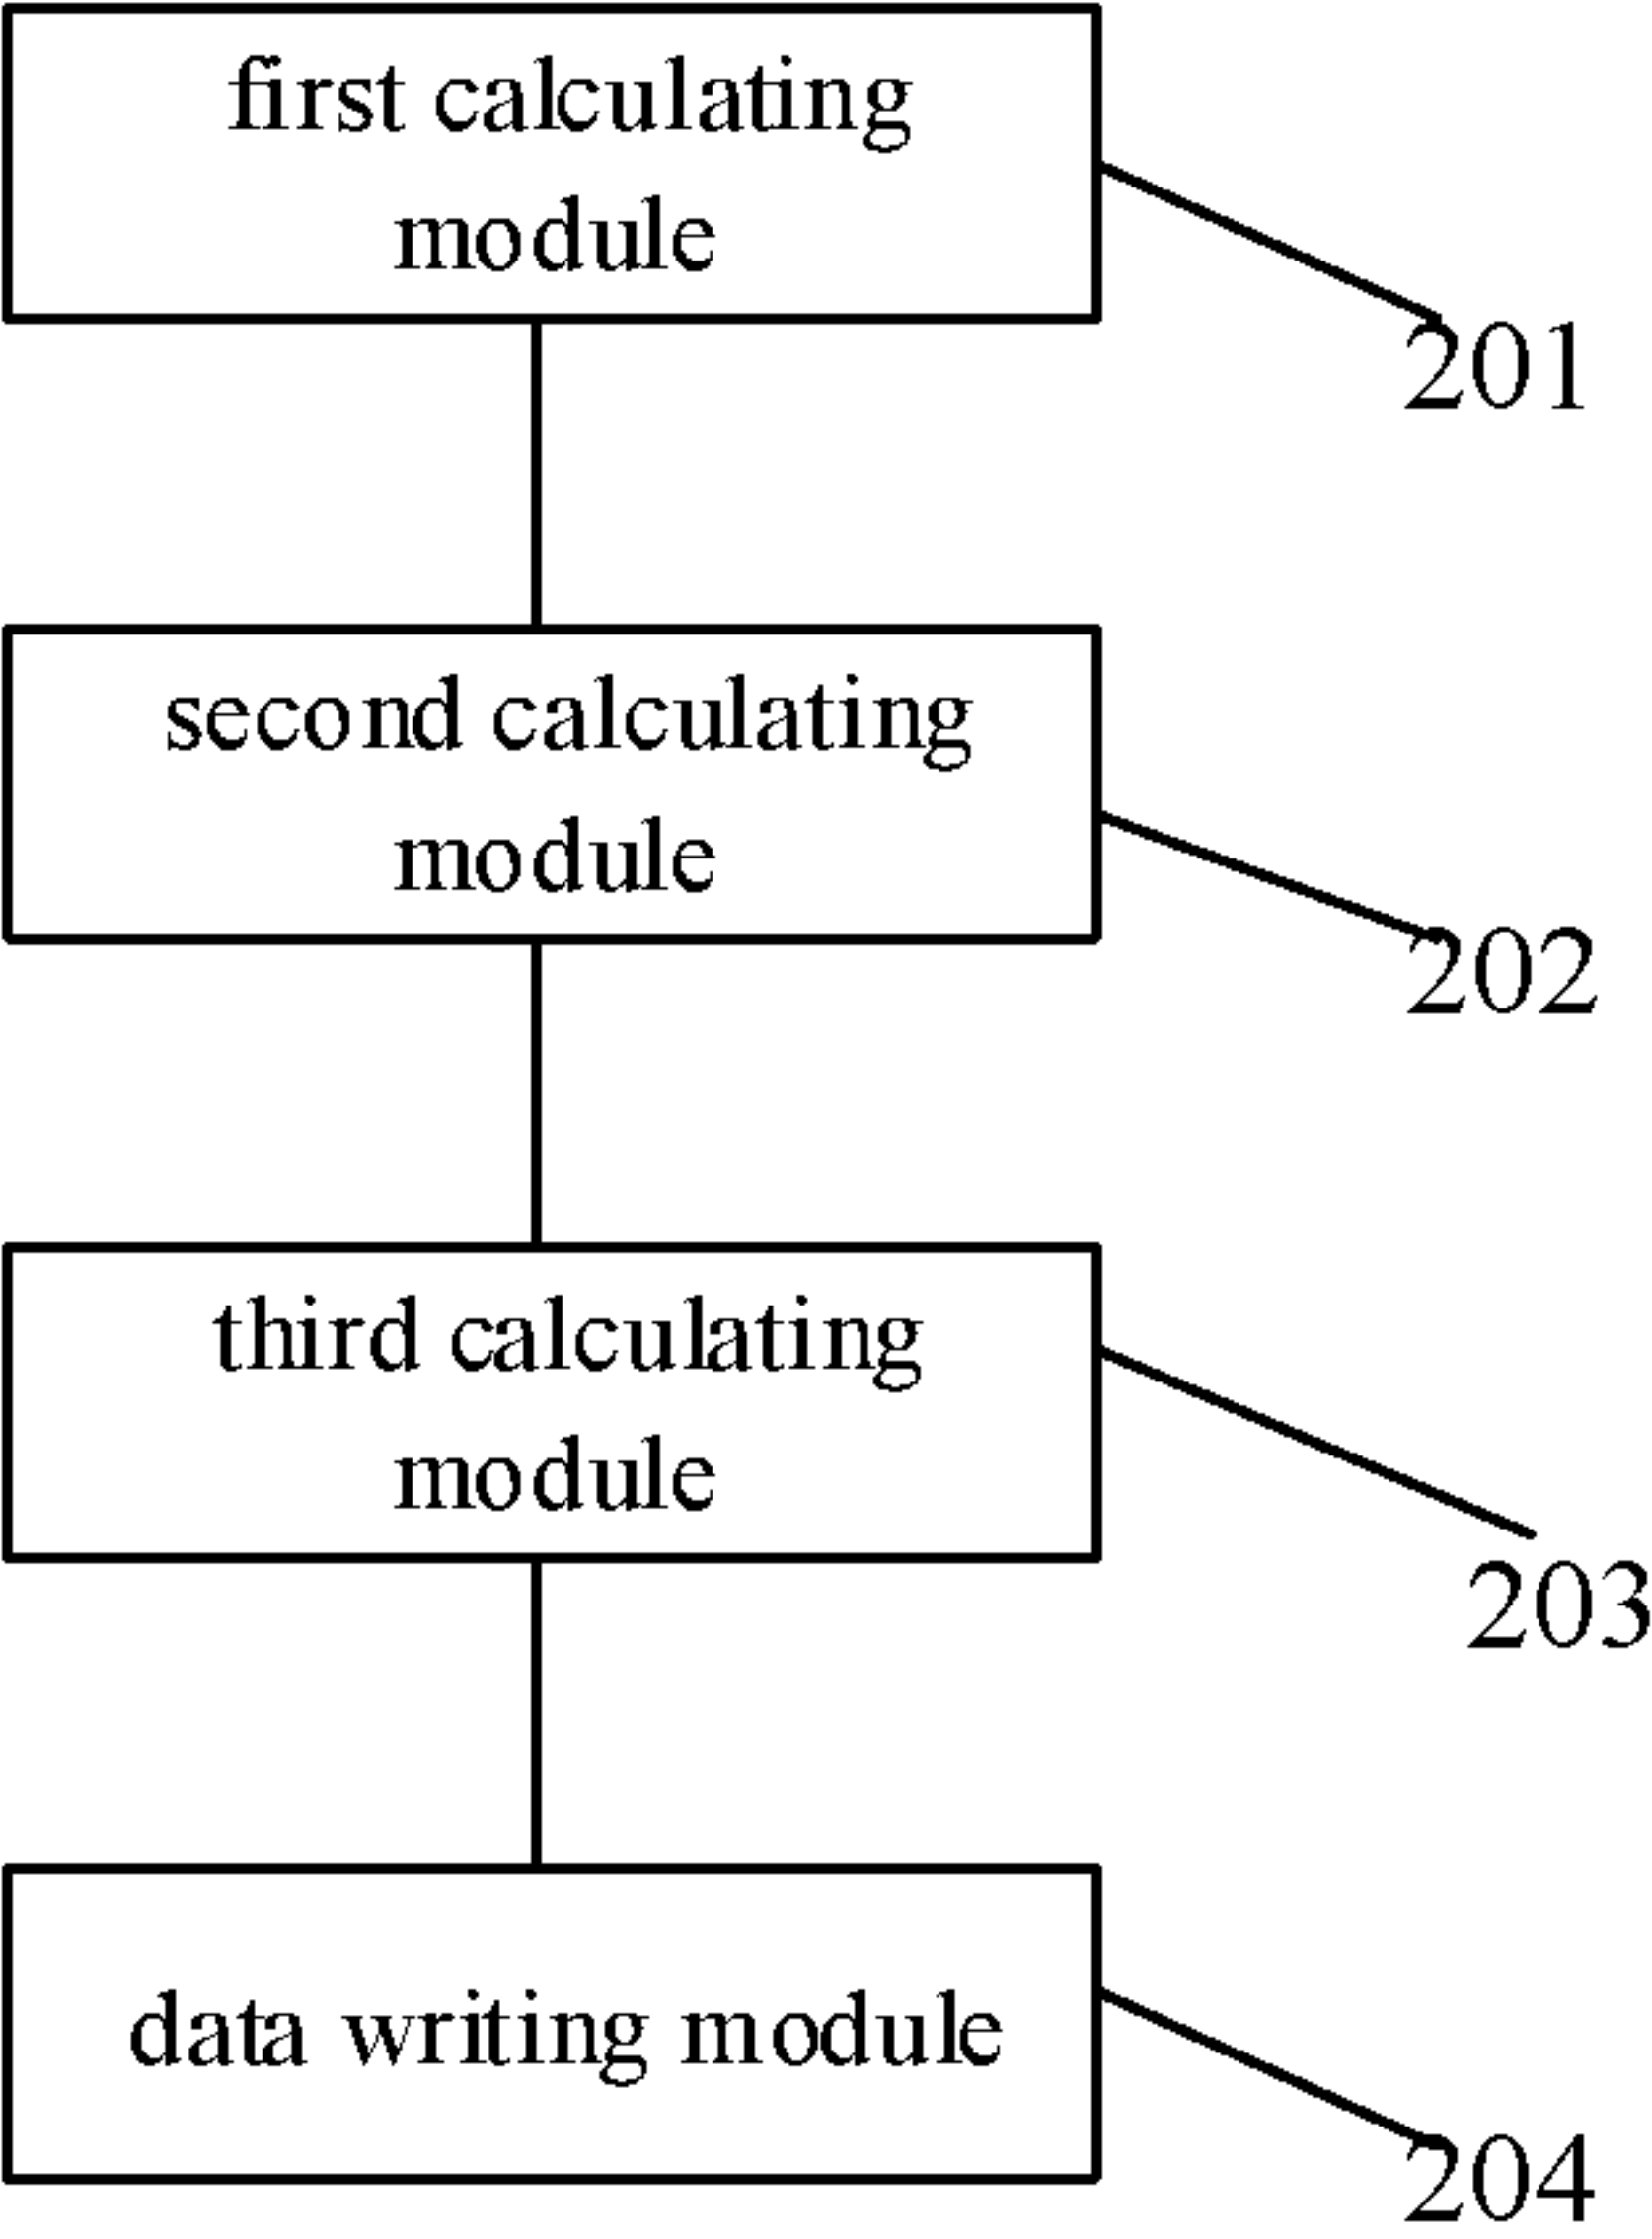 first calculating
module
201
second calculating
module
202
third calculating
module
203
data writing module
204